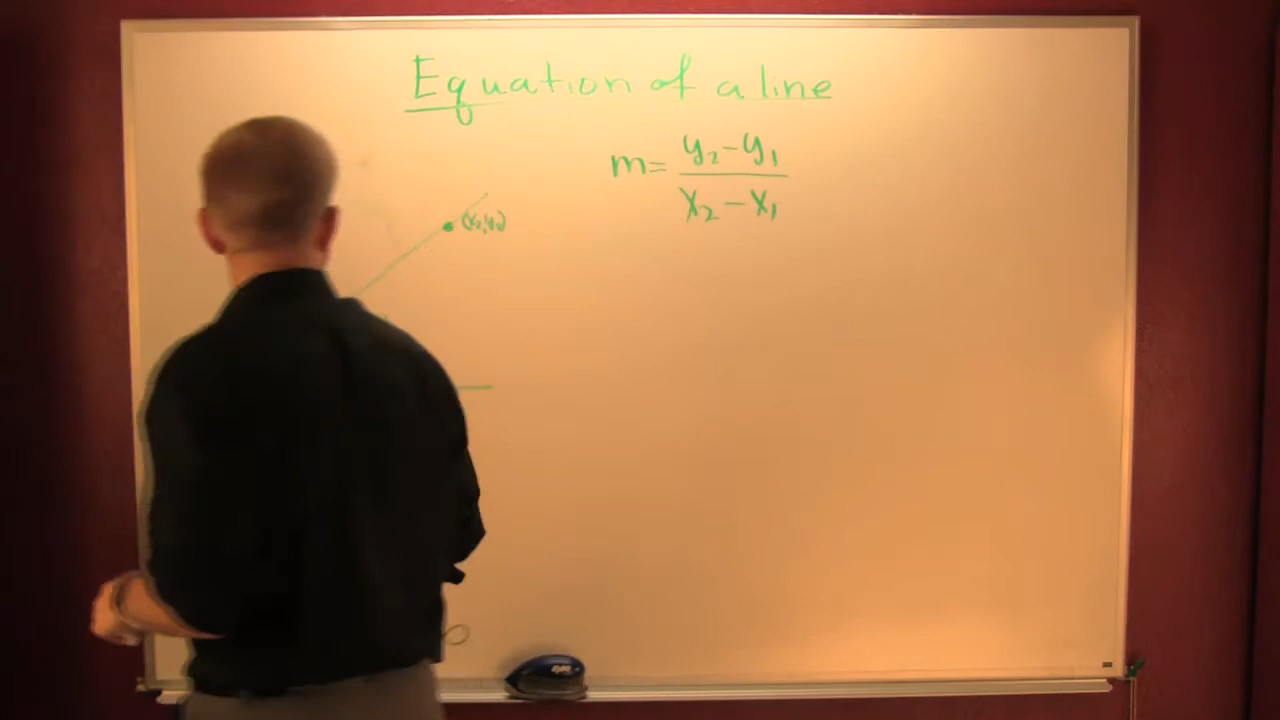 Equation of a line
m = y₂ - y₁ / x₂ - x₁
(x₂,y₂)